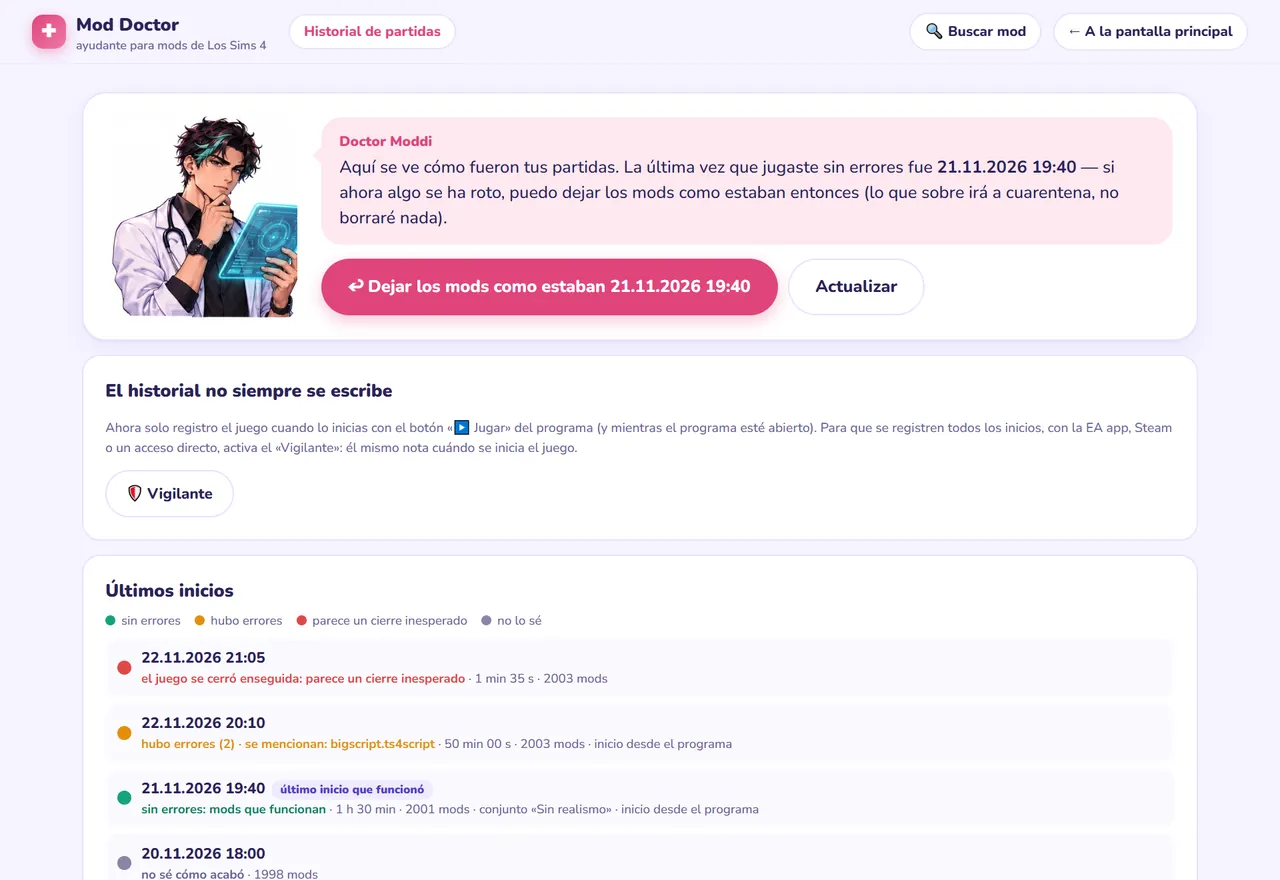 Mod Doctor
ayudante para mods de Los Sims 4
Historial de partidas
🔍 Buscar mod
← A la pantalla principal
Doctor Moddi
Aquí se ve cómo fueron tus partidas. La última vez que jugaste sin errores fue 21.11.2026 19:40 — si
ahora algo se ha roto, puedo dejar los mods como estaban entonces (lo que sobre irá a cuarentena, no
borraré nada).
↩ Dejar los mods como estaban 21.11.2026 19:40
Actualizar
El historial no siempre se escribe
Ahora solo registro el juego cuando lo inicias con el botón «▶ Jugar» del programa (y mientras el programa esté abierto). Para que se registren todos los inicios, con la EA app, Steam
o un acceso directo, activa el «Vigilante»: él mismo nota cuándo se inicia el juego.
Vigilante
Últimos inicios
sin errores
hubo errores
parece un cierre inesperado
no lo sé
22.11.2026 21:05
el juego se cerró enseguida: parece un cierre inesperado · 1 min 35 s · 2003 mods
22.11.2026 20:10
hubo errores (2) · se mencionan: bigscript.ts4script · 50 min 00 s · 2003 mods · inicio desde el programa
21.11.2026 19:40 último inicio que funcionó
sin errores: mods que funcionan · 1 h 30 min · 2001 mods · conjunto «Sin realismo» · inicio desde el programa
20.11.2026 18:00
no sé cómo acabó · 1998 mods